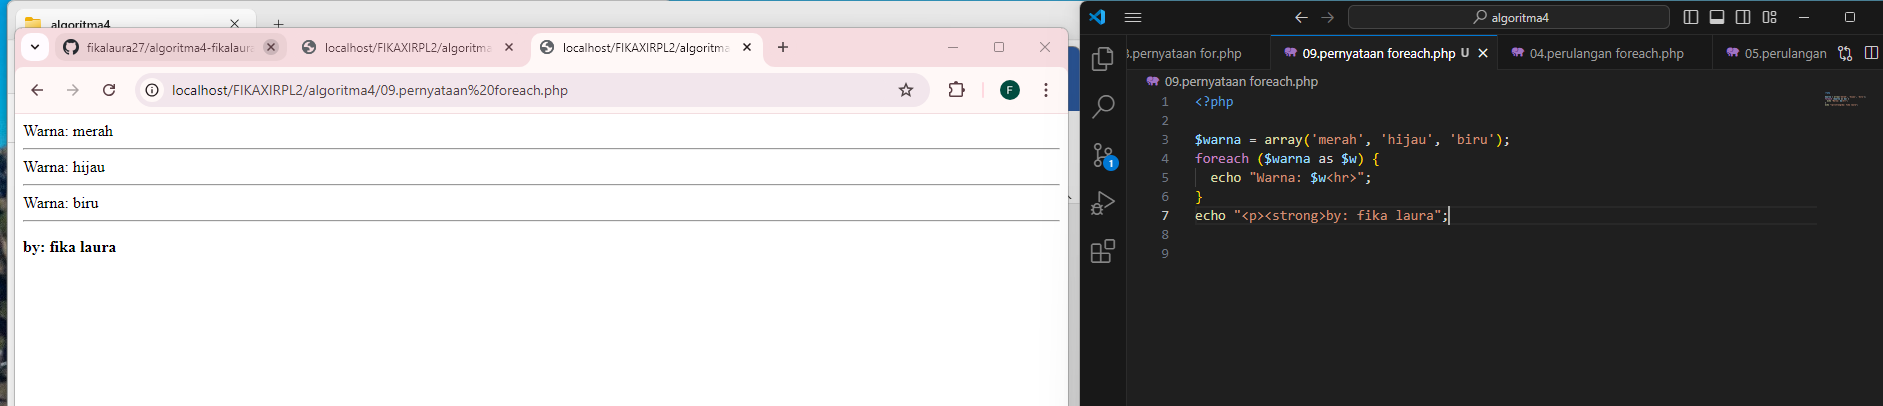 algoritma4
fikalaura27/algoritma4-fikalaura
localhost/FIKAXIRPL2/algoritma
localhost/FIKAXIRPL2/algoritma
localhost/FIKAXIRPL2/algoritma4/09.pernyataan%20foreach.php
F
Warna: merah
Warna: hijau
Warna: biru
by: fika laura
algoritma4
3.pernyataan for.php
09.pernyataan foreach.php U
04.perulangan foreach.php
05.perulangan
09.pernyataan foreach.php
1
1 <?php
2
3 $warna = array('merah', 'hijau', 'biru');
4 foreach ($warna as $w) {
5 echo "Warna: $w<hr>";
6 }
7 echo "<p><strong>by: fika laura";
8
9